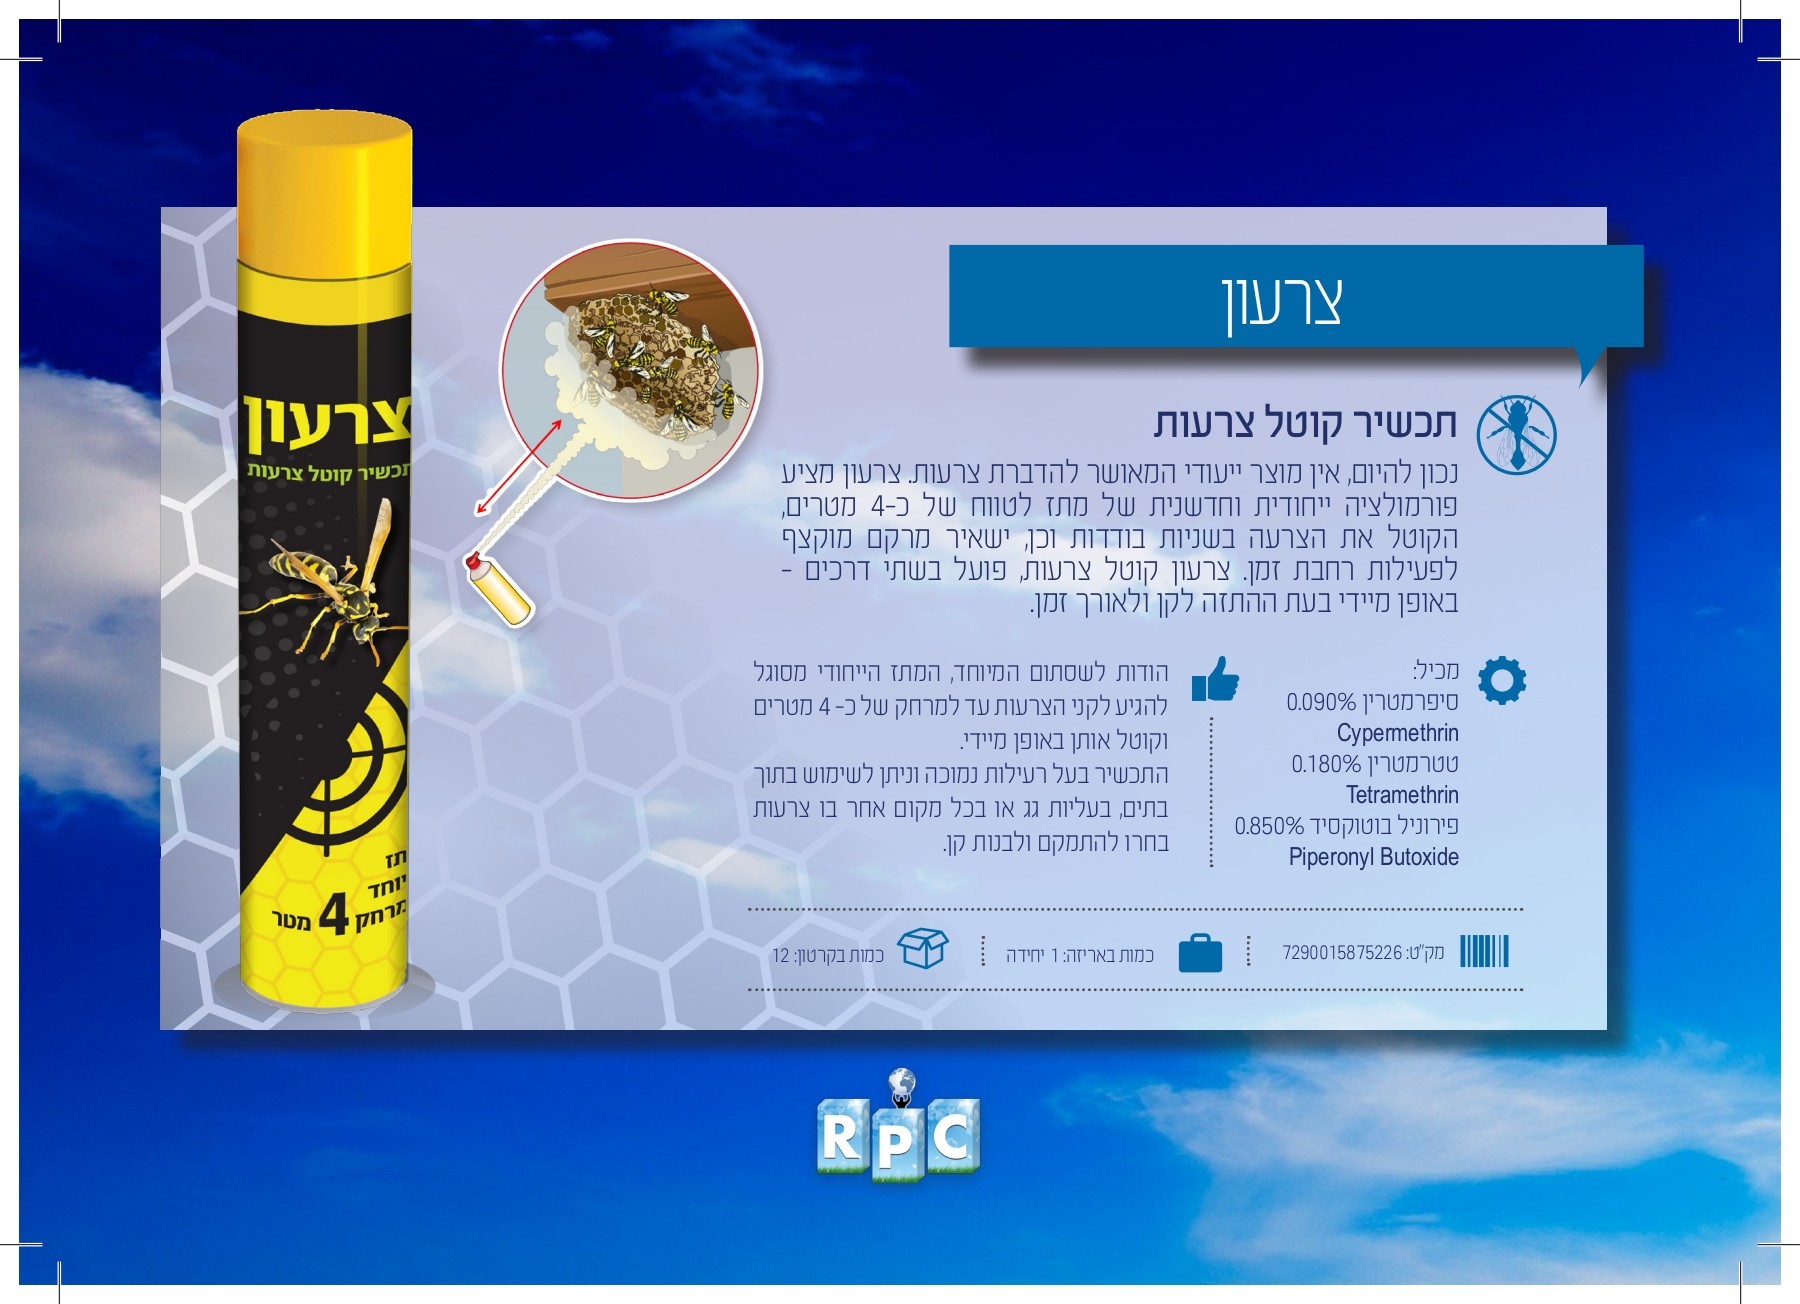 צרעון
תכשיר קוטל צרעות
נכון להיום, אין מוצר ייעודי המאושר להדברת צרעות. צרעון מציע
פורמולציה ייחודית וחדשנית של מתז לטווח של כ-4 מטרים,
הקוטל את הצרעה בשניות בודדות וכן, ישאיר מרקם מוקצף
לפעילות רחבת זמן. צרעון קוטל צרעות, פועל בשתי דרכים -
באופן מיידי בעת ההתזה לקן ולאורך זמן.
מכיל:
סיפרמטרין 0.090%
Cypermethrin
טטרמטרין 0.180%
Tetramethrin
פירוניל בוטוקסיד 0.850%
Piperonyl Butoxide
הודות לשסתום המיוחד, המתז הייחודי מסוגל
להגיע לקני הצרעות עד למרחק של כ- 4 מטרים
וקוטל אותן באופן מיידי.
התכשיר בעל רעילות נמוכה וניתן לשימוש בתוך
בתים, בעליות גג או בכל מקום אחר בו צרעות
בחרו להתמקם ולבנות קן.
מק"ט: 7290015875226
כמות באריזה: 1 יחידה
כמות בקרטון: 12
צרעון
תכשיר קוטל צרעות
תז
יוחד
מרחק 4 מטר
RPC